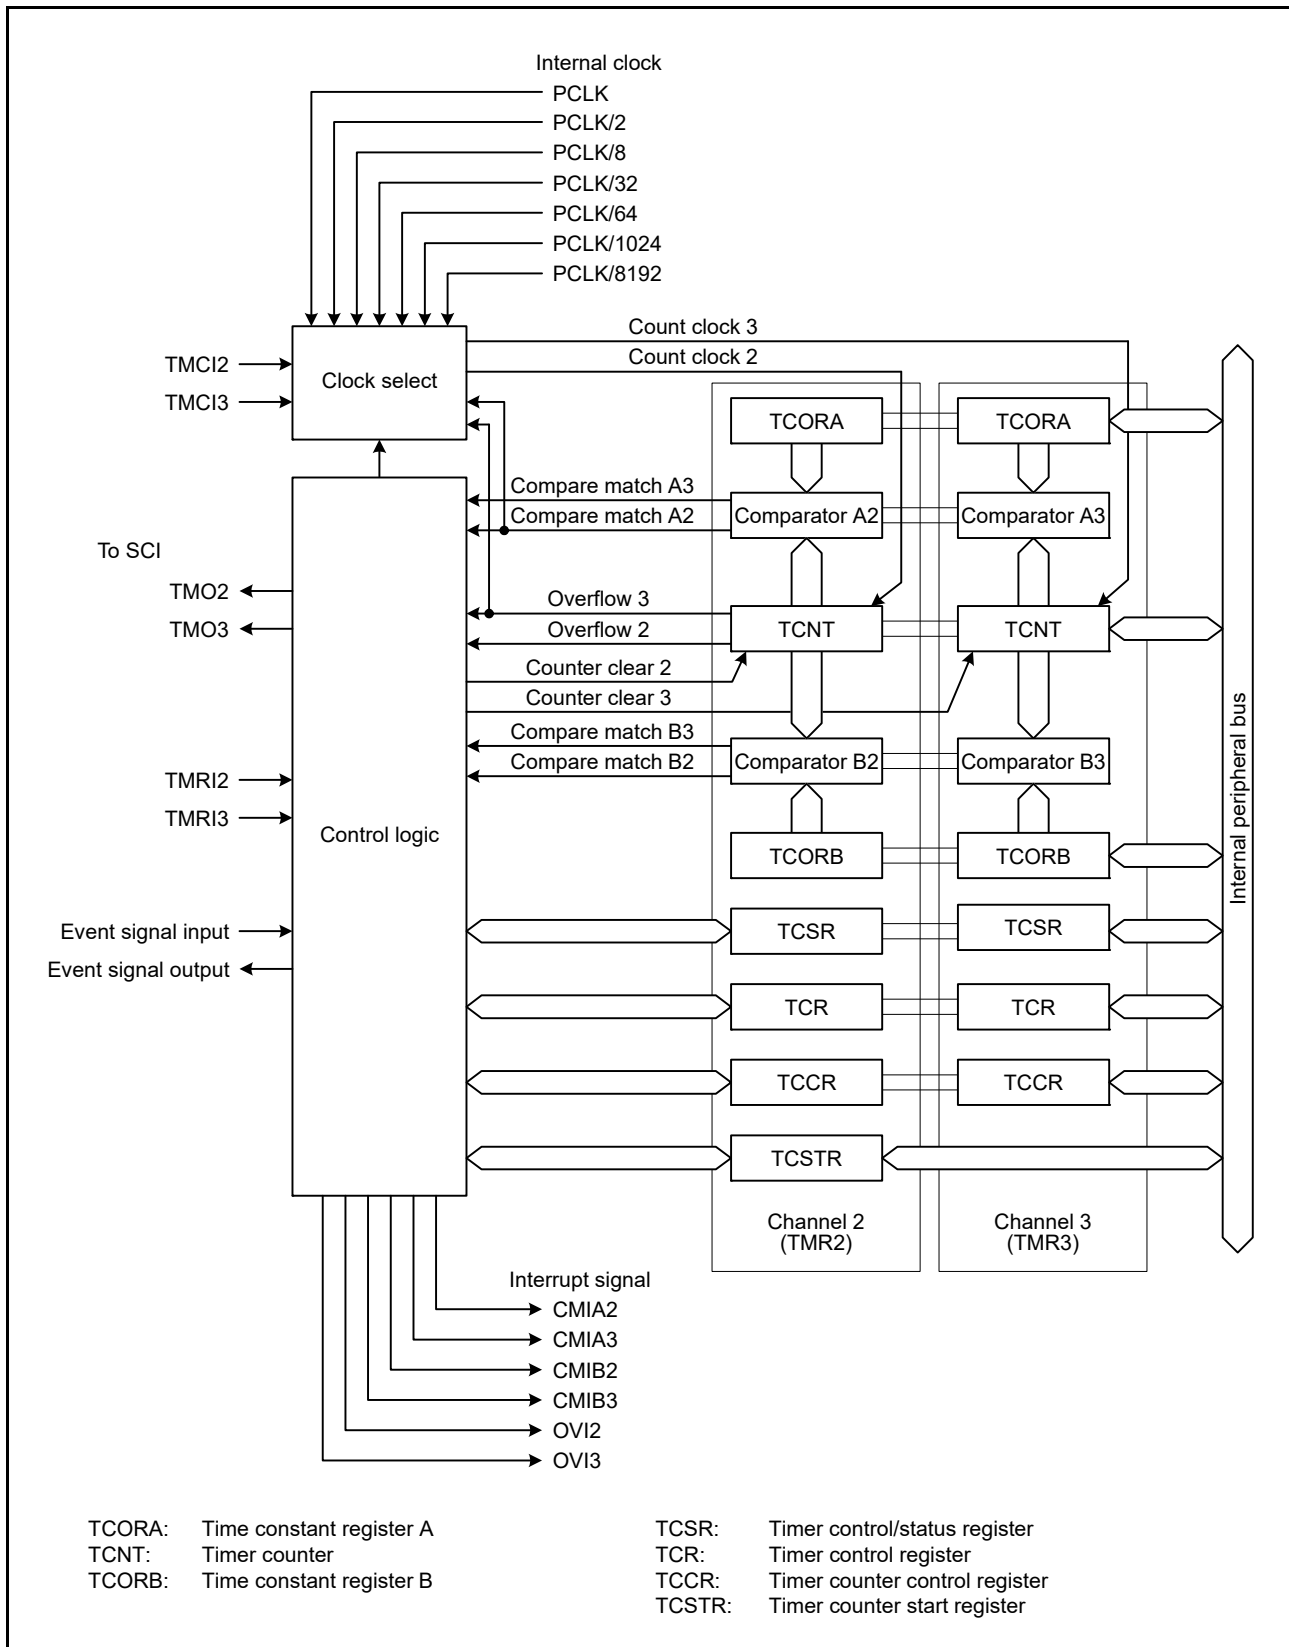 Internal clock
PCLK
PCLK/2
PCLK/8
PCLK/32
PCLK/64
PCLK/1024
PCLK/8192
Count clock 3
Count clock 2
TMCI2
TMCI3
Clock select
TCORA
TCORA
Compare match A3
Compare match A2
Comparator A2
Comparator A3
To SCI
TMO2
TMO3
Overflow 3
Overflow 2
TCNT
TCNT
Counter clear 2
Counter clear 3
Compare match B3
Compare match B2
Comparator B2
Comparator B3
TMRI2
TMRI3
Control logic
TCORB
TCORB
Internal peripheral bus
Event signal input
Event signal output
TCSR
TCSR
TCR
TCR
TCCR
TCCR
TCSTR
Channel 2
(TMR2)
Channel 3
(TMR3)
Interrupt signal
CMIA2
CMIA3
CMIB2
CMIB3
OVI2
OVI3
TCORA: Time constant register A
TCNT: Timer counter
TCORB: Time constant register B
TCSR: Timer control/status register
TCR: Timer control register
TCCR: Timer counter control register
TCSTR: Timer counter start register